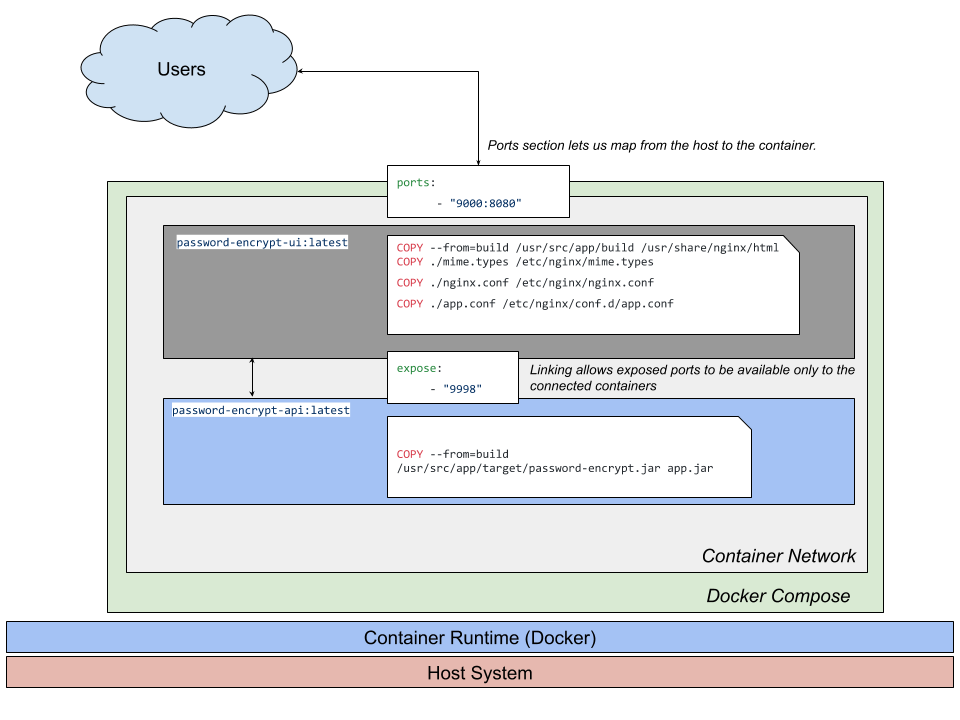 Users
Ports section lets us map from the host to the container.
ports:
- "9000:8080"
password-encrypt-ui:latest
COPY --from=build /usr/src/app/build /usr/share/nginx/html
COPY ./mime.types /etc/nginx/mime.types
COPY ./nginx.conf /etc/nginx/nginx.conf
COPY ./app.conf /etc/nginx/conf.d/app.conf
expose:
- "9998"
Linking allows exposed ports to be available only to the
connected containers
password-encrypt-api:latest
COPY --from=build
/usr/src/app/target/password-encrypt.jar app.jar
Container Network
Docker Compose
Container Runtime (Docker)
Host System